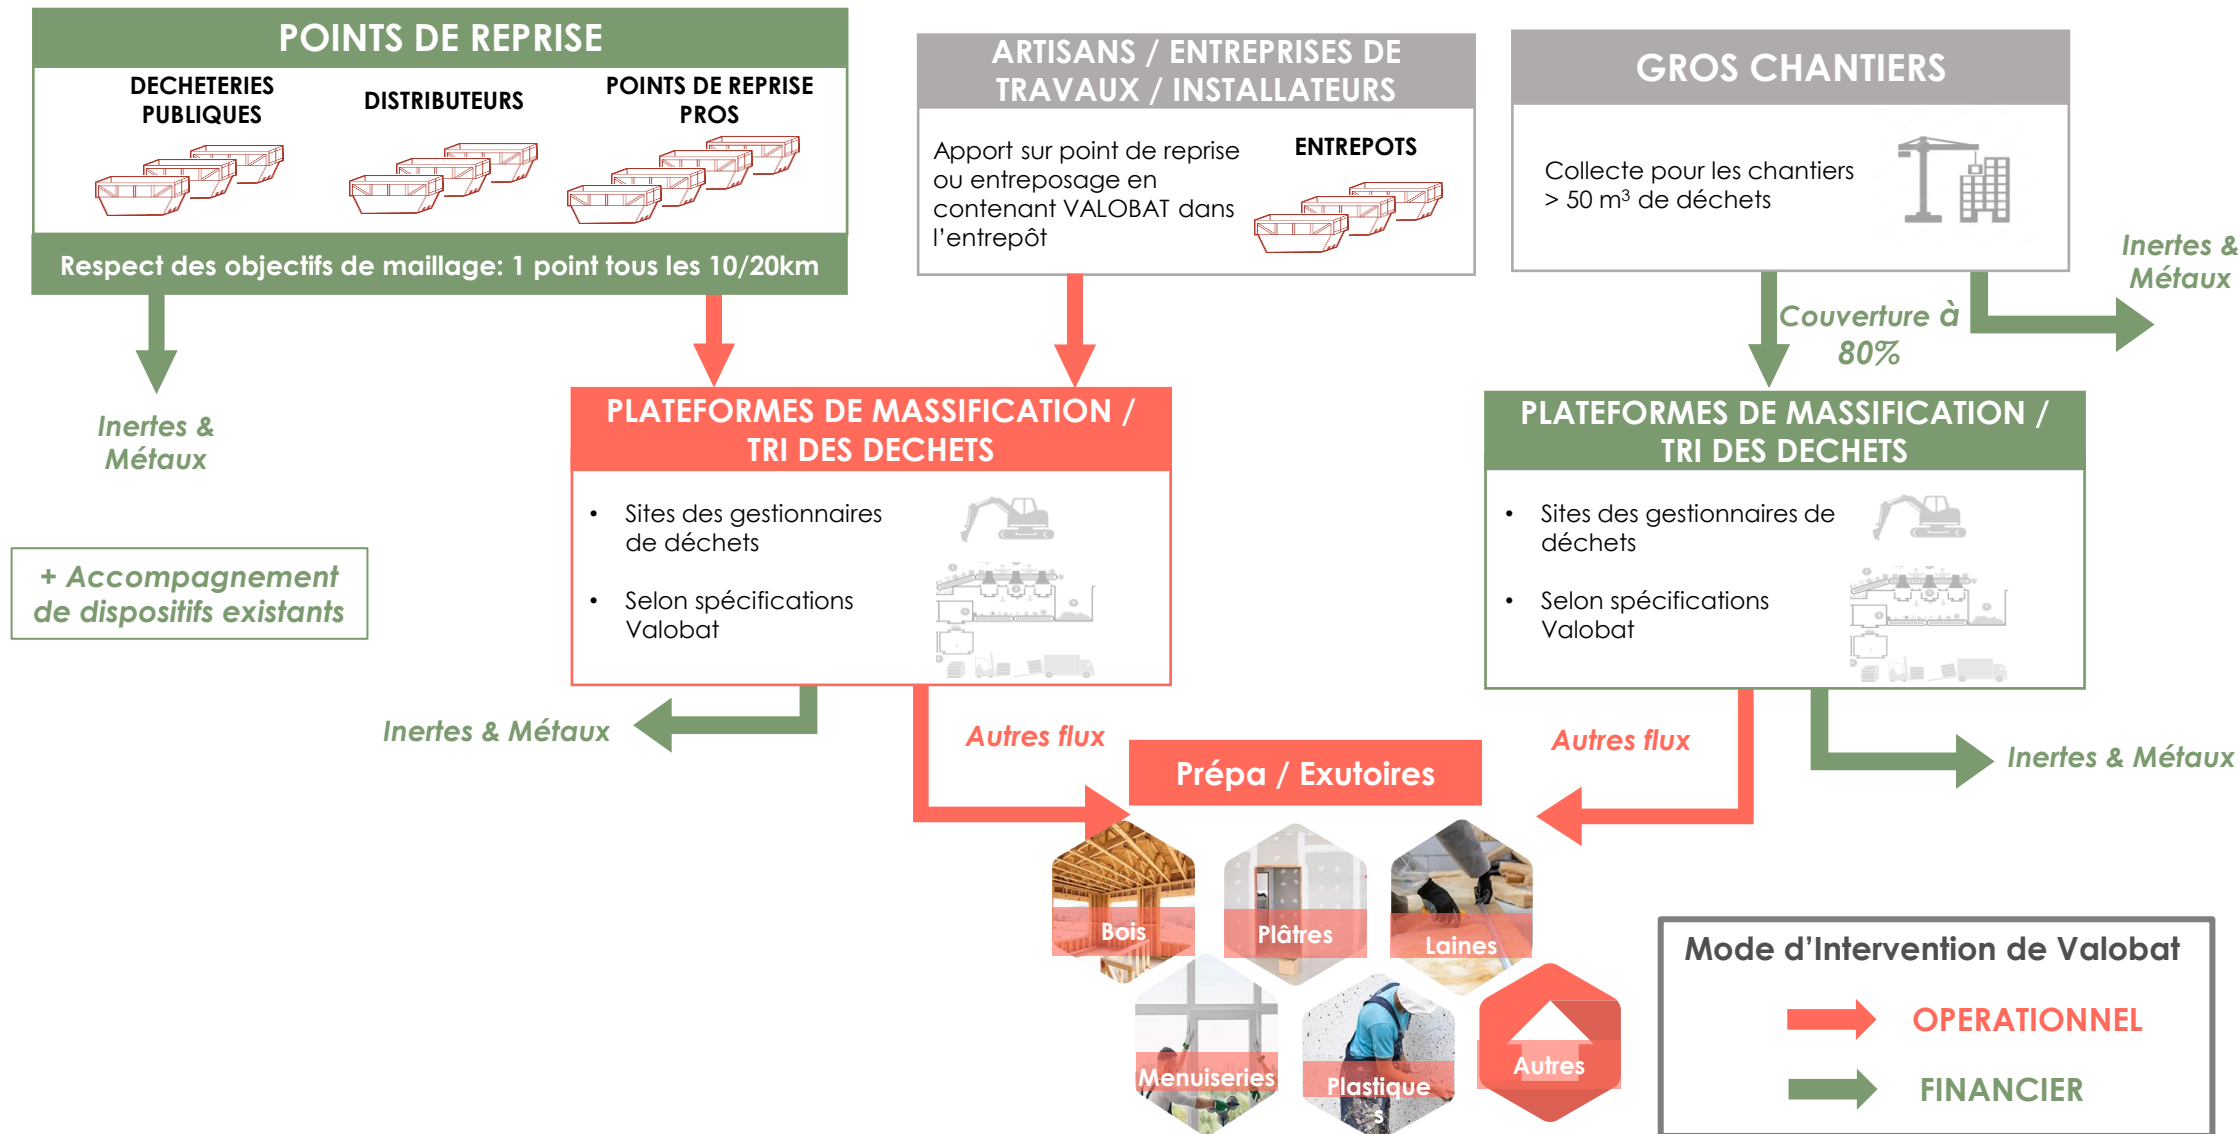 POINTS DE REPRISE
DECHETERIES
PUBLIQUES
DISTRIBUTEURS
POINTS DE REPRISE
PROS
Respect des objectifs de maillage: 1 point tous les 10/20km
ARTISANS / ENTREPRISES DE
TRAVAUX / INSTALLATEURS
Apport sur point de reprise
ou entreposage en
contenant VALOBAT dans
l'entrepôt
ENTREPOTS
GROS CHANTIERS
Collecte pour les chantiers
> 50 m³ de déchets
Inertes &
Métaux
Couverture à
80%
Inertes &
Métaux
+ Accompagnement
de dispositifs existants
PLATEFORMES DE MASSIFICATION /
TRI DES DECHETS
• Sites des gestionnaires
de déchets
• Selon spécifications
Valobat
PLATEFORMES DE MASSIFICATION /
TRI DES DECHETS
• Sites des gestionnaires de
déchets
• Selon spécifications
Valobat
Inertes & Métaux
Autres flux
Autres flux
Inertes & Métaux
Prépa / Exutoires
Bois
Plâtres
Laines
Menuiseries
Plastique
s
Autres
Mode d'Intervention de Valobat
OPERATIONNEL
FINANCIER